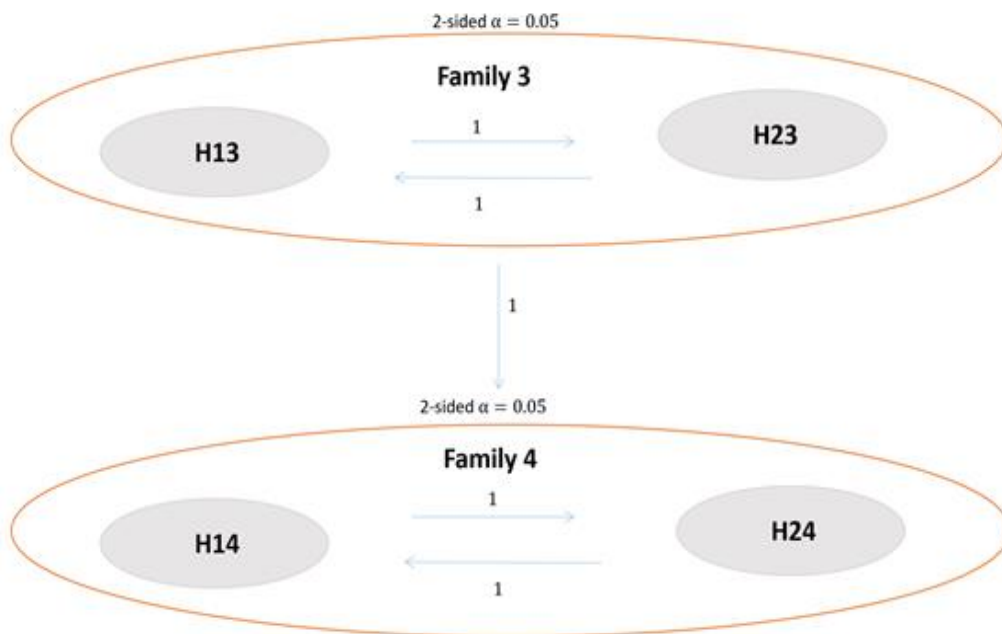 2-sided α = 0.05
Family 3
H13
1
H23
1
1
2-sided α = 0.05
Family 4
H14
1
H24
1